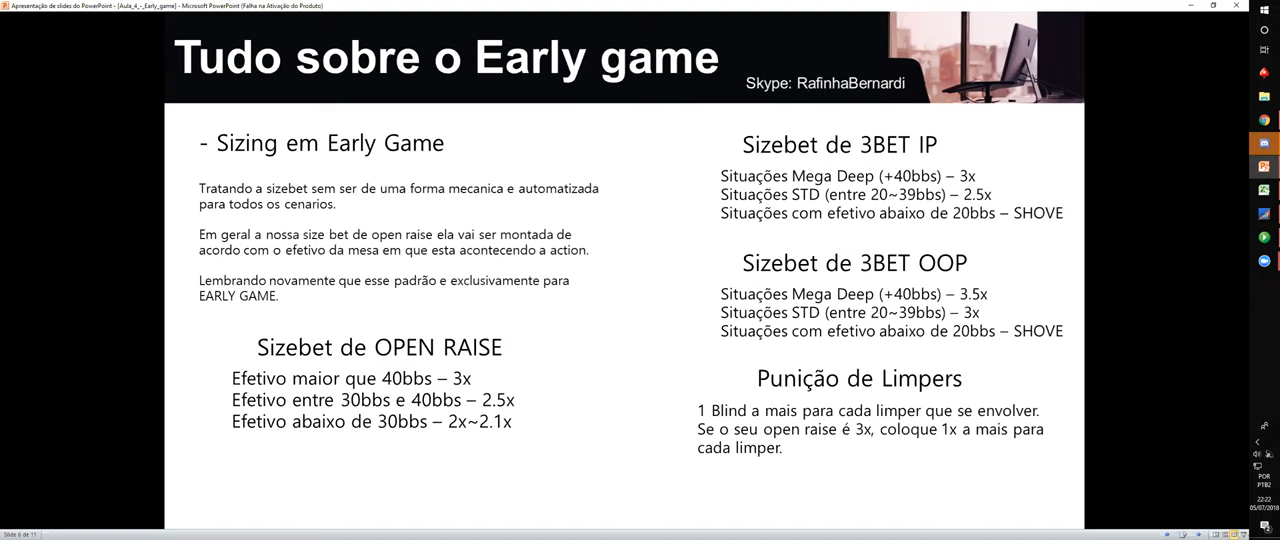 Apresentação de slides do PowerPoint - [Aula_4_-_Early_game] - Microsoft PowerPoint (Falha na Ativação do Produto)
Tudo sobre o Early game
Skype: RafinhaBernardi
- Sizing em Early Game
Tratando a sizebet sem ser de uma forma mecanica e automatizada
para todos os cenarios.
Em geral a nossa size bet de open raise ela vai ser montada de
acordo com o efetivo da mesa em que esta acontecendo a action.
Lembrando novamente que esse padrão e exclusivamente para
EARLY GAME.
Sizebet de OPEN RAISE
Efetivo maior que 40bbs – 3x
Efetivo entre 30bbs e 40bbs – 2.5x
Efetivo abaixo de 30bbs – 2x~2.1x
Sizebet de 3BET IP
Situações Mega Deep (+40bbs) – 3x
Situações STD (entre 20~39bbs) – 2.5x
Situações com efetivo abaixo de 20bbs – SHOVE
Sizebet de 3BET OOP
Situações Mega Deep (+40bbs) – 3.5x
Situações STD (entre 20~39bbs) – 3x
Situações com efetivo abaixo de 20bbs – SHOVE
Punição de Limpers
1 Blind a mais para cada limper que se envolver.
Se o seu open raise é 3x, coloque 1x a mais para
cada limper.
POR
PTB2
22:22
05/07/2018
Slide 6 de 11